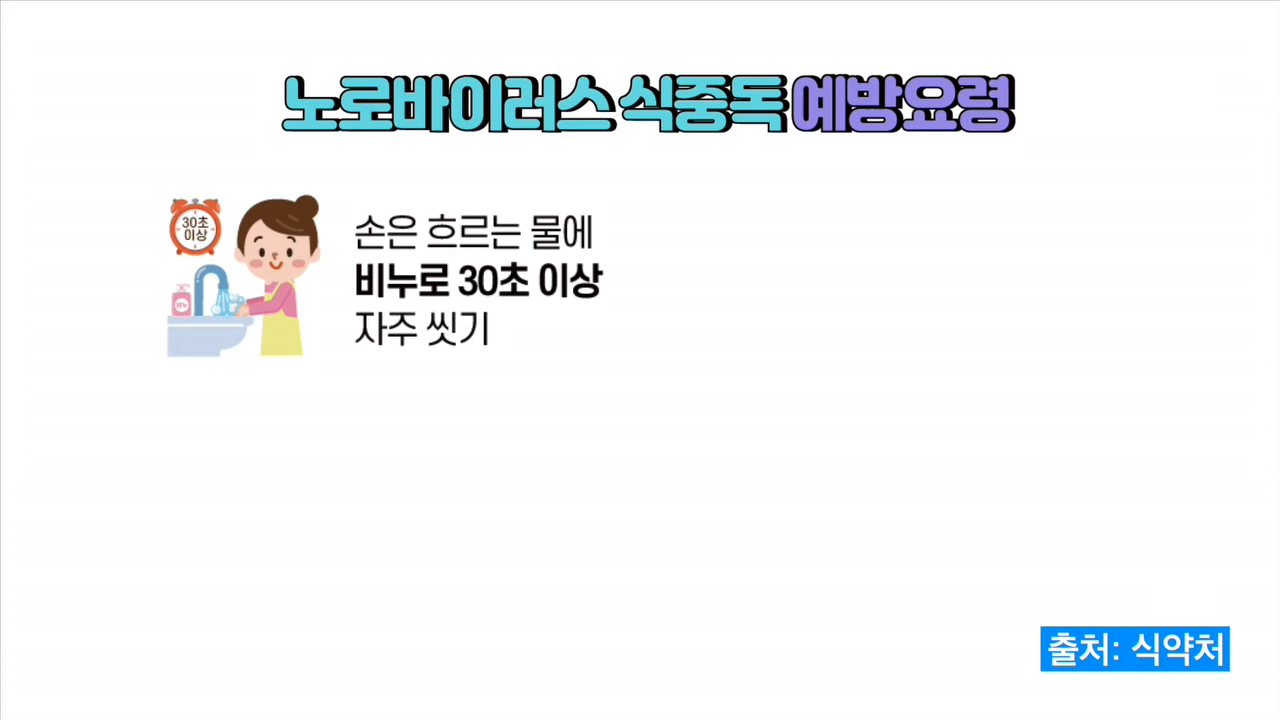 노로바이러스 식중독 예방요령
30초
이상
비누
손은 흐르는 물에
비누로 30초 이상
자주 씻기
출처: 식약처